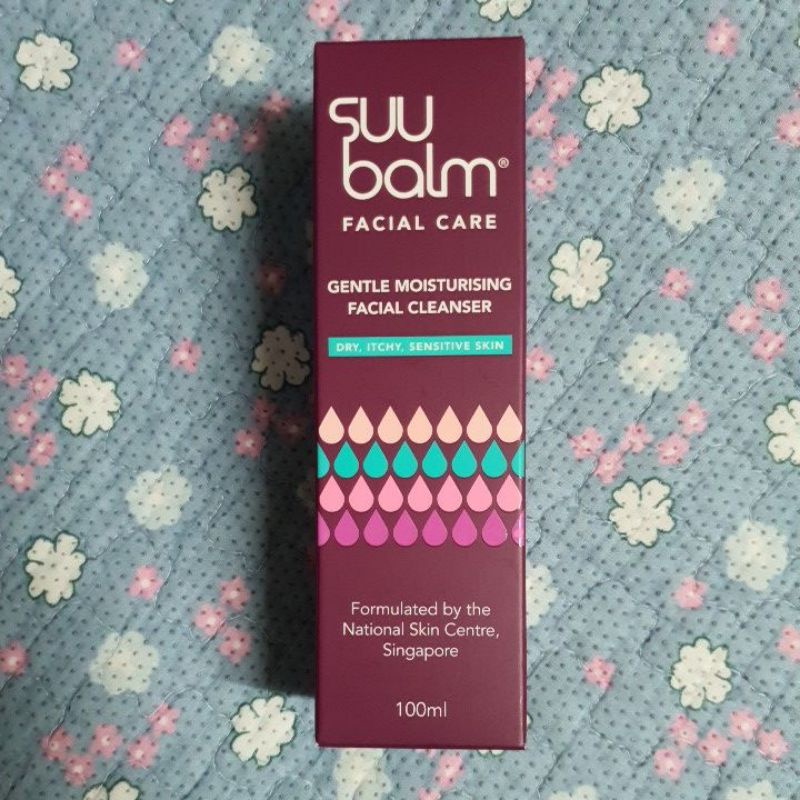 suu
balm®
FACIAL CARE
GENTLE MOISTURISING
FACIAL CLEANSER
DRY, ITCHY, SENSITIVE SKIN
Formulated by the
National Skin Centre,
Singapore
100ml